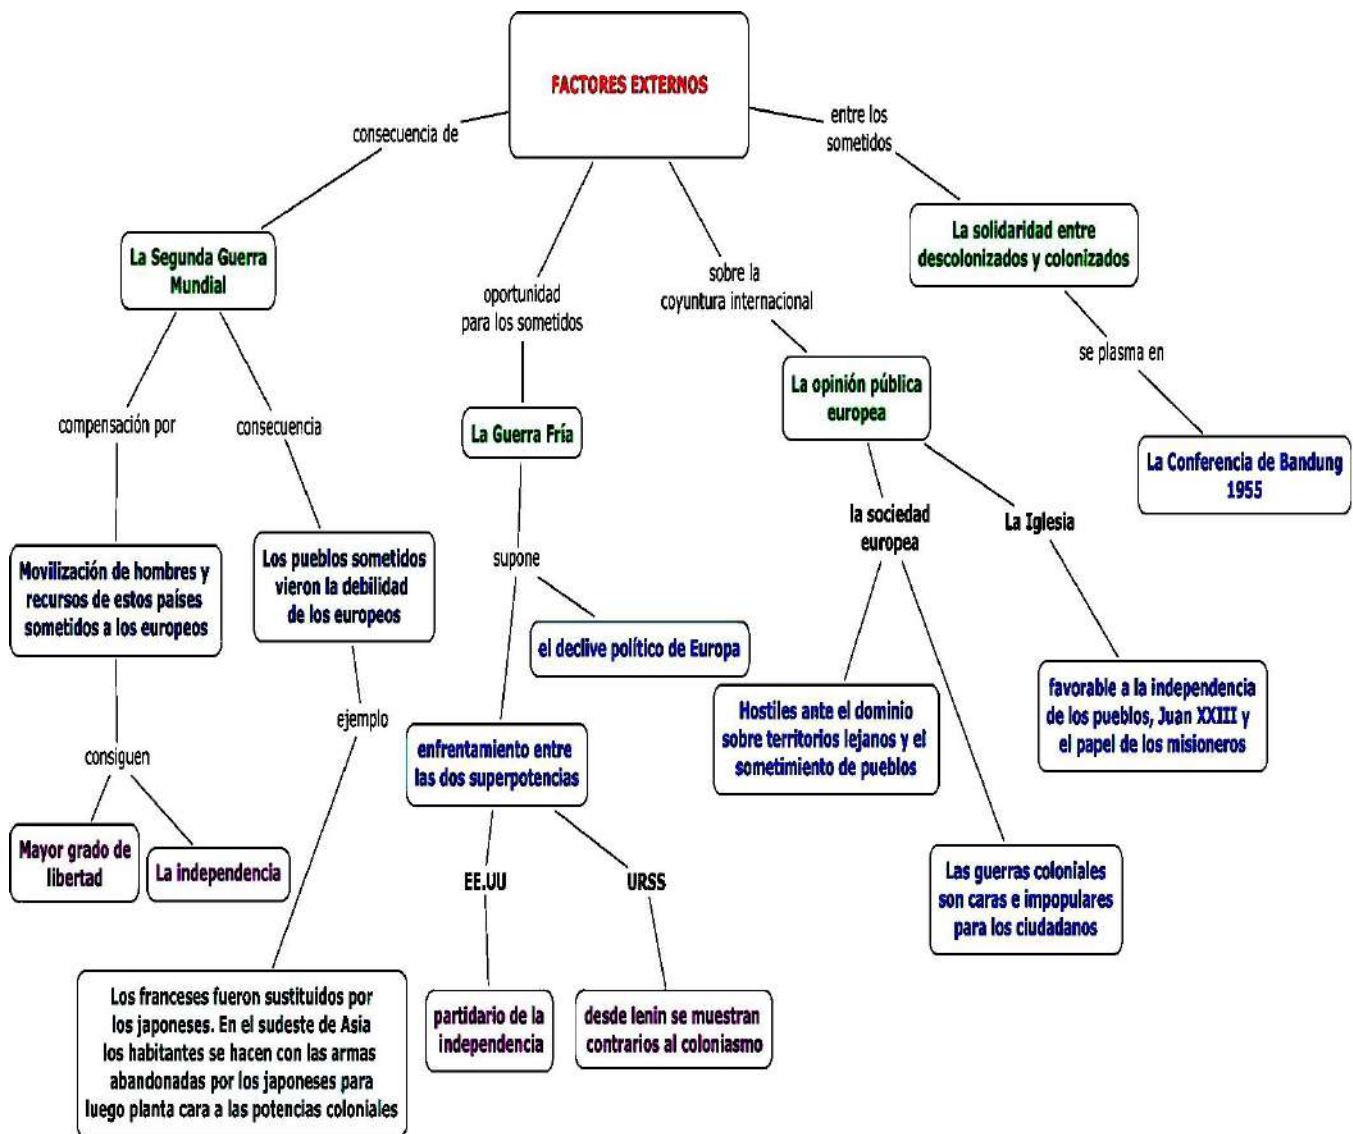 FACTORES EXTERNOS
consecuencia de
La Segunda Guerra
Mundial
compensación por
Movilización de hombres y
recursos de estos países
sometidos a los europeos
consiguen
Mayor grado de
libertad
La independencia
consecuencia
Los pueblos sometidos
vieron la debilidad
de los europeos
ejemplo
Los franceses fueron sustituidos por
los japoneses. En el sudeste de Asia
los habitantes se hacen con las armas
abandonadas por los japoneses para
luego planta cara a las potencias coloniales
oportunidad
para los sometidos
La Guerra Fría
supone
el declive político de Europa
enfrentamiento entre
las dos superpotencias
EE.UU
partidario de la
independencia
URSS
desde lenin se muestran
contrarios al coloniasmo
sobre la
coyuntura internacional
La opinión pública
europea
la sociedad
europea
Hostiles ante el dominio
sobre territorios lejanos y el
sometimiento de pueblos
Las guerras coloniales
son caras e impopulares
para los ciudadanos
La Iglesia
favorable a la independencia
de los pueblos, Juan XXIII y
el papel de los misioneros
entre los
sometidos
La solidaridad entre
descolonizados y colonizados
se plasma en
La Conferencia de Bandung
1955